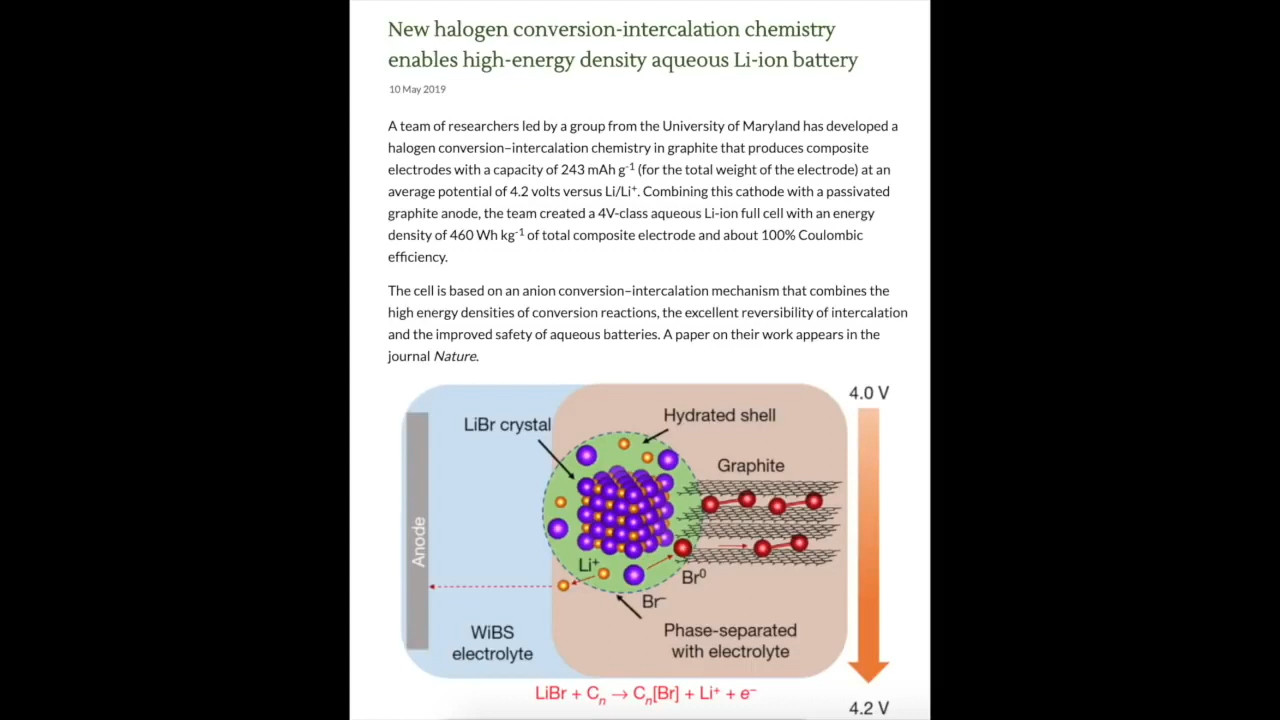 New halogen conversion-intercalation chemistry
enables high-energy density aqueous Li-ion battery
10 May 2019
A team of researchers led by a group from the University of Maryland has developed a
halogen conversion–intercalation chemistry in graphite that produces composite
electrodes with a capacity of 243 mAh g⁻¹ (for the total weight of the electrode) at an
average potential of 4.2 volts versus Li/Li⁺. Combining this cathode with a passivated
graphite anode, the team created a 4V-class aqueous Li-ion full cell with an energy
density of 460 Wh kg⁻¹ of total composite electrode and about 100% Coulombic
efficiency.
The cell is based on an anion conversion–intercalation mechanism that combines the
high energy densities of conversion reactions, the excellent reversibility of intercalation
and the improved safety of aqueous batteries. A paper on their work appears in the
journal Nature.
4.0 V
Hydrated shell
LiBr crystal
Graphite
Anode
Li⁺
Br⁰
Br⁻
WiBS
electrolyte
Phase-separated
with electrolyte
LiBr + Cₙ → Cₙ[Br] + Li⁺ + e⁻
4.2 V